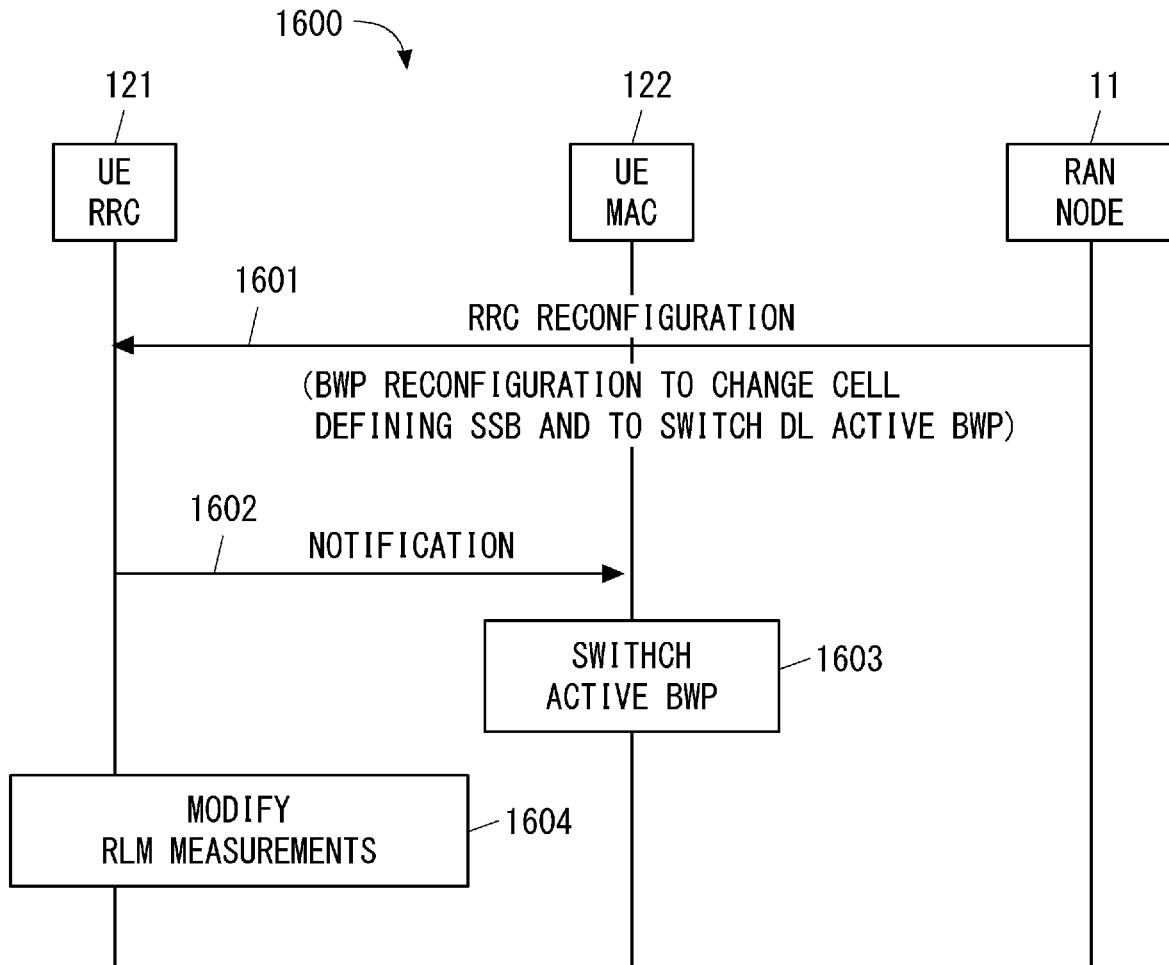 1600
121
122
11
UE
RRC
UE
MAC
RAN
NODE
1601
RRC RECONFIGURATION
(BWP RECONFIGURATION TO CHANGE CELL
DEFINING SSB AND TO SWITCH DL ACTIVE BWP)
1602
NOTIFICATION
SWITHCH
ACTIVE BWP
1603
MODIFY
RLM MEASUREMENTS
1604